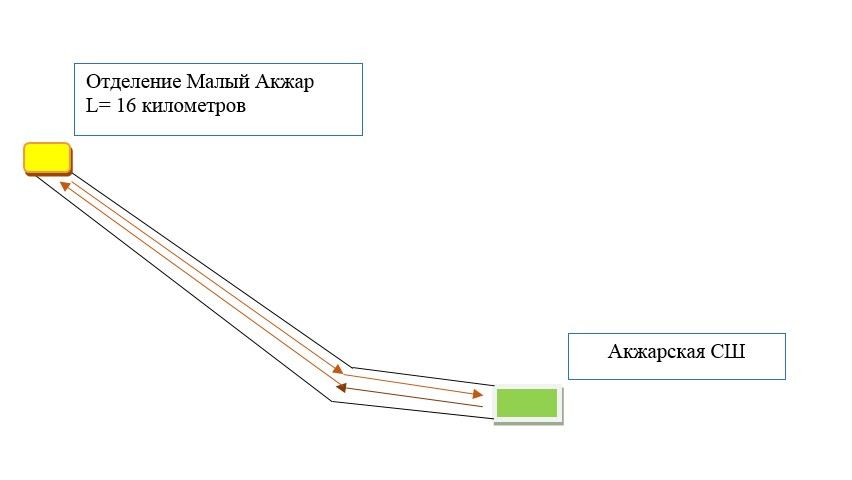 Отделение Малый Акжар
L= 16 километров
Акжарская СШ